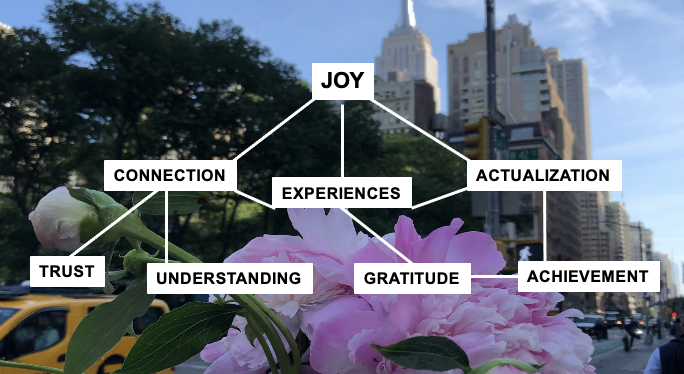 JOY
CONNECTION
EXPERIENCES
ACTUALIZATION
TRUST
UNDERSTANDING
GRATITUDE
ACHIEVEMENT